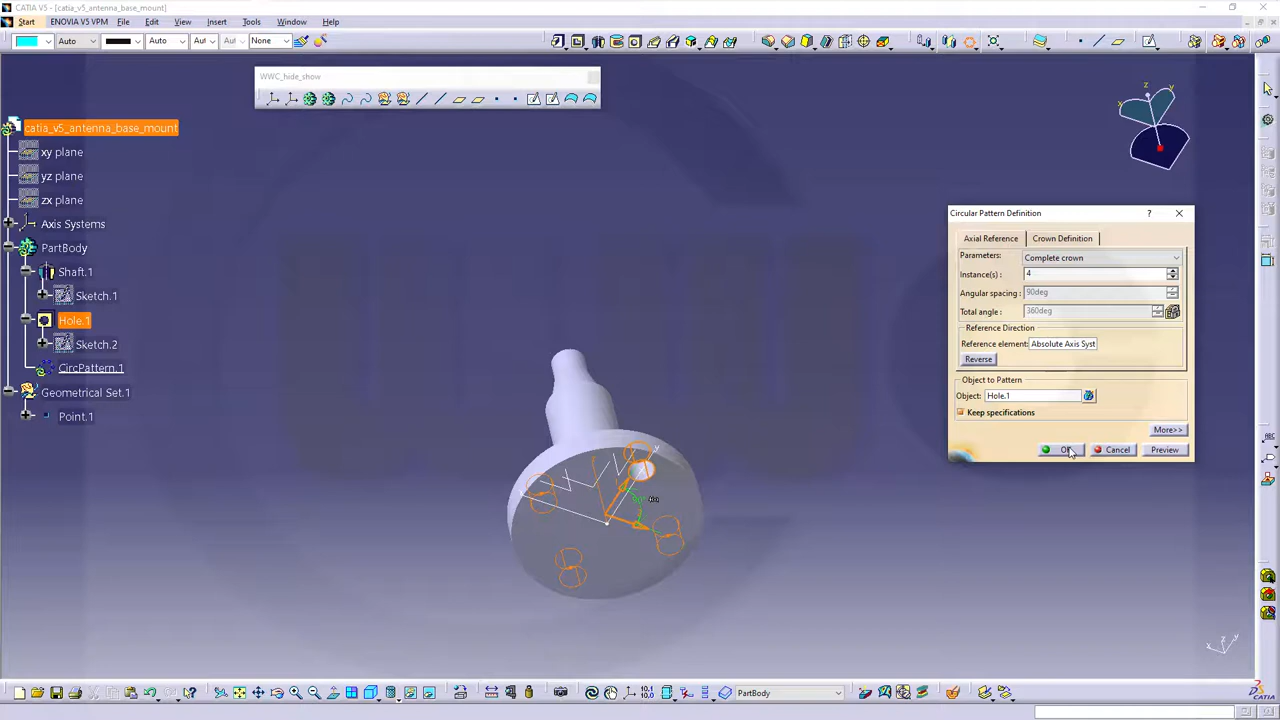 CATIA V5 - [catia_v5_antenna_base_mount]
Start ENOVIA V5 VPM File Edit View Insert Tools Window Help
Auto Auto Aut Aut None
WWC_hide_show
catia_v5_antenna_base_mount
xy plane
yz plane
zx plane
Axis Systems
PartBody
Shaft.1
Sketch.1
Hole.1
Sketch.2
CircPattern.1
Geometrical Set.1
Point.1
Circular Pattern Definition ?
Axial Reference Crown Definition
Parameters: Complete crown
Instance(s) : 4
Angular spacing : 90deg
Total angle : 360deg
Reference Direction
Reference element: Absolute Axis Syst
Reverse
Object to Pattern
Object: Hole.1
Keep specifications
More>>
OK Cancel Preview
PartBody
CATIA